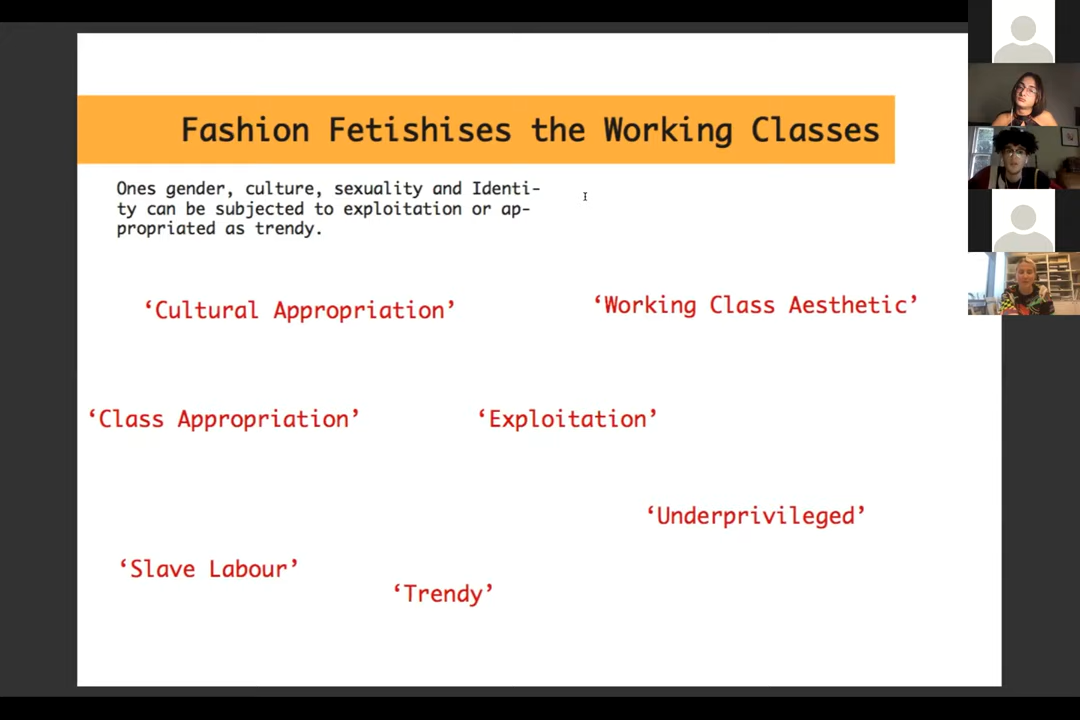 Fashion Fetishises the Working Classes
Ones gender, culture, sexuality and Identi-
ty can be subjected to exploitation or ap-
propriated as trendy.
‘Cultural Appropriation’
‘Working Class Aesthetic’
‘Class Appropriation’
‘Exploitation’
‘Underprivileged’
‘Slave Labour’
‘Trendy’